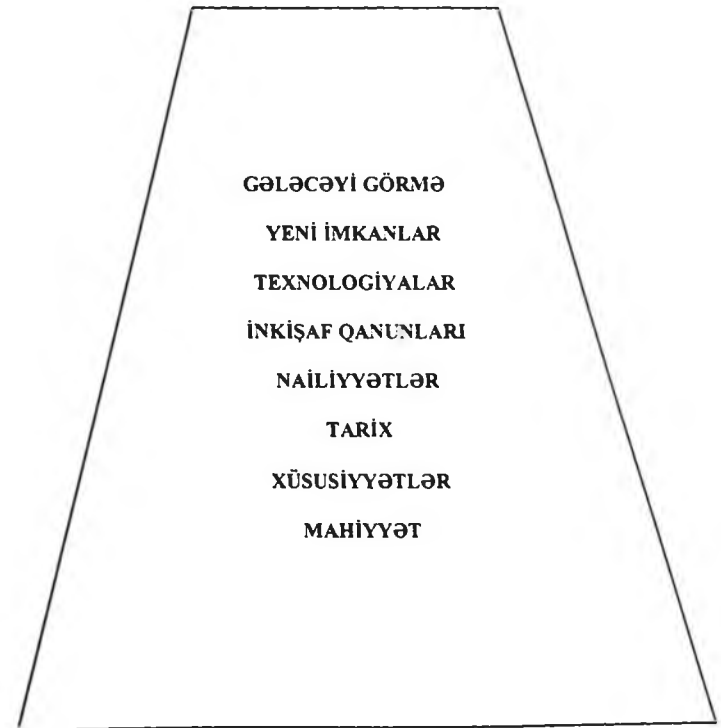 GƏLƏCƏYİ GÖRMƏ
YENİ İMKANLAR
TEXNOLOGİYALAR
İNKİŞAF QANUNLARI
NAİLİYYƏTLƏR
TARİX
XÜSUSİYYƏTLƏR
MAHİYYƏT